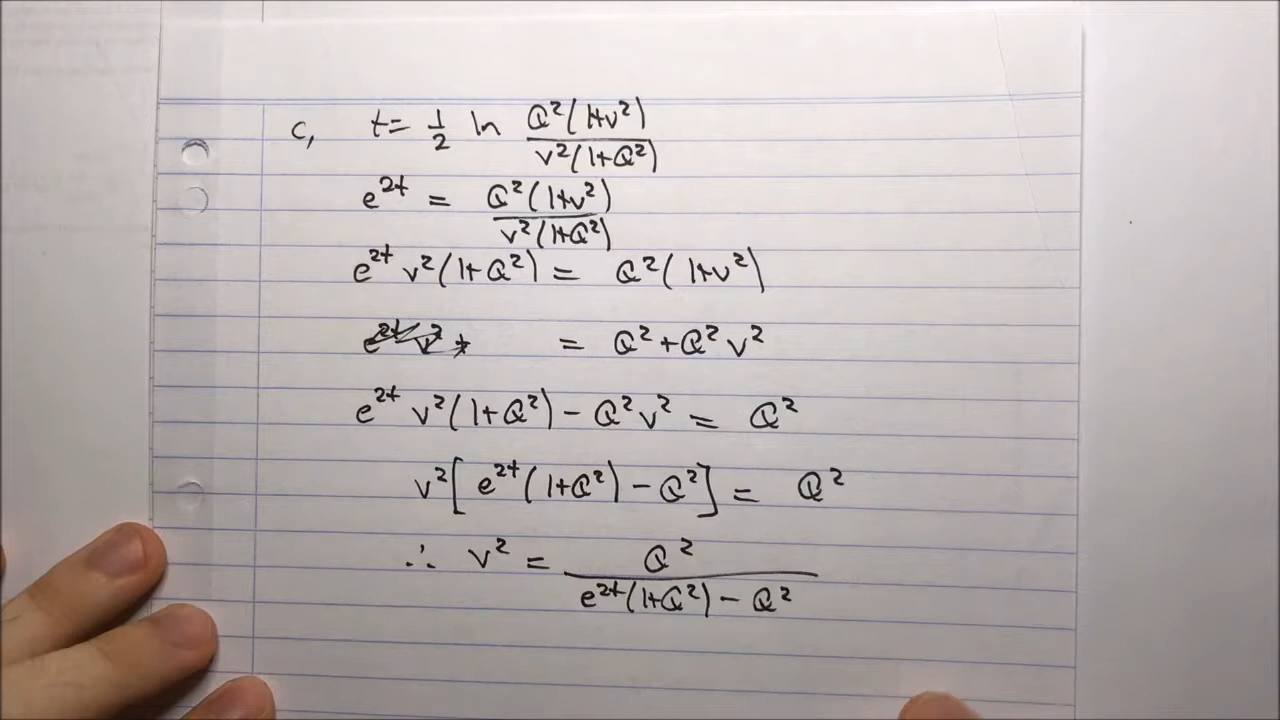 c, t = 1/2 ln Q²(1+v²) / v²(1+Q²)
e^2t = Q²(1+v²) / v²(1+Q²)
e^2t v²(1+Q²) = Q²(1+v²)
= Q²+Q²v²
e^2t v²(1+Q²) − Q²v² = Q²
v²[e^2t(1+Q²) − Q²] = Q²
∴ v² = Q² / e^2t(1+Q²) − Q²